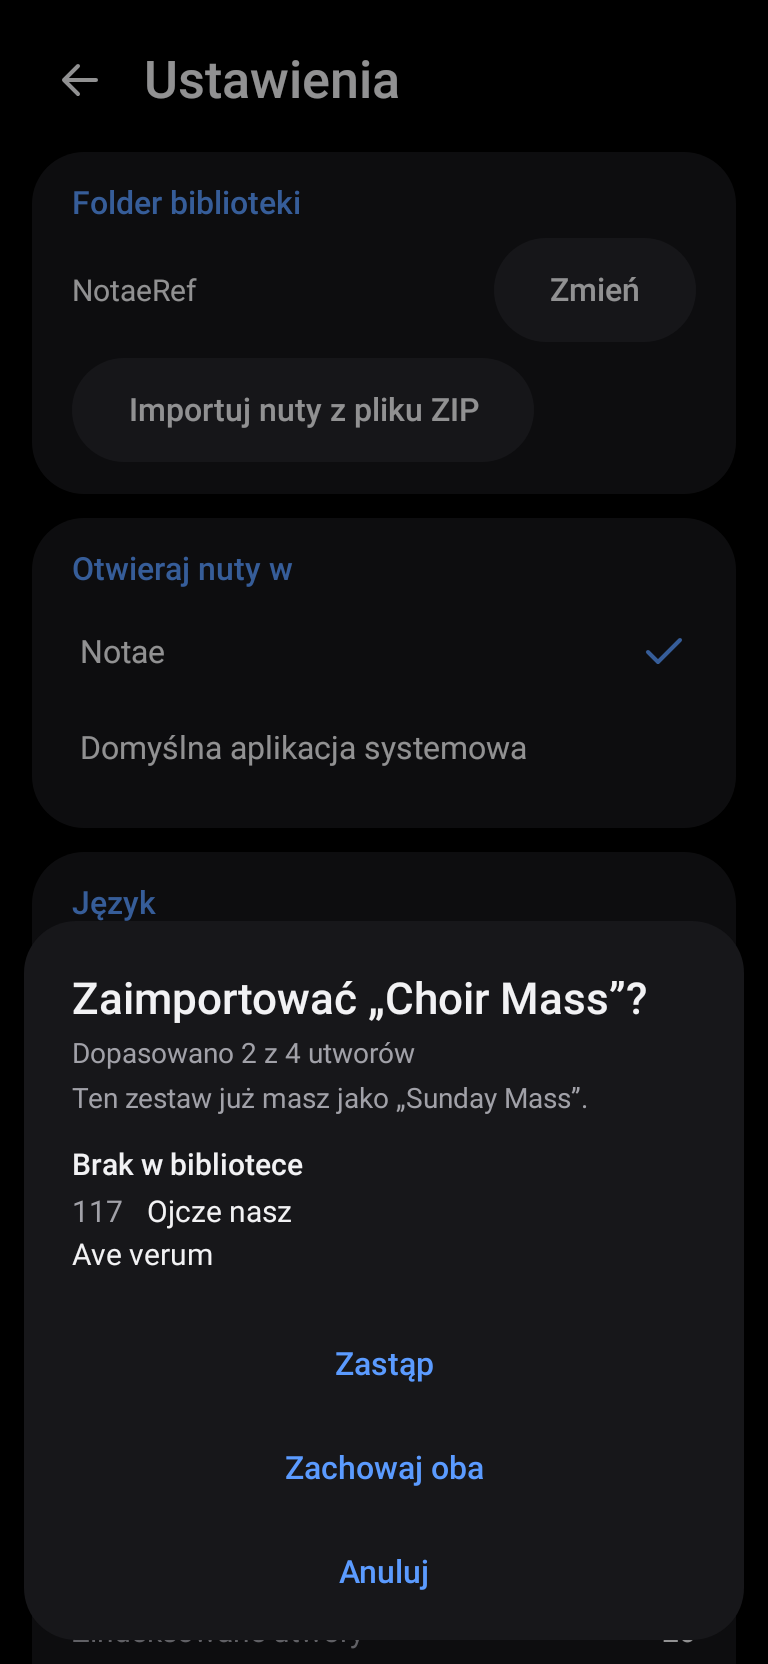 Ustawienia
Folder biblioteki
NotaeRef
Zmień
Importuj nuty z pliku ZIP
Otwieraj nuty w
Notae
Domyślna aplikacja systemowa
Język
Zaimportować „Choir Mass”?
Dopasowano 2 z 4 utworów
Ten zestaw już masz jako „Sunday Mass”.
Brak w bibliotece
117 Ojcze nasz
Ave verum
Zastąp
Zachowaj oba
Anuluj